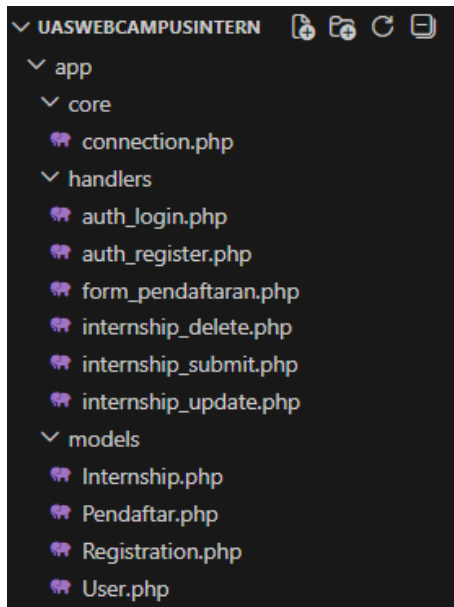 UASWEBCAMPUSINTERN
app
core
connection.php
handlers
auth_login.php
auth_register.php
form_pendaftaran.php
internship_delete.php
internship_submit.php
internship_update.php
models
Internship.php
Pendaftar.php
Registration.php
User.php